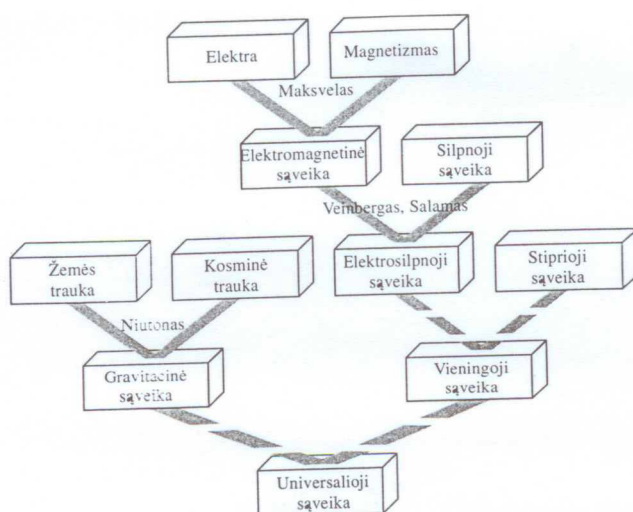 Elektra
Magnetizmas
Maksvelas
Elektromagnetinė
sąveika
Silpnoji
sąveika
Veinbergas, Salamas
Žemės
trauka
Kosminė
trauka
Elektrosilpnoji
sąveika
Stiprioji
sąveika
Niutonas
Gravitacinė
sąveika
Vieningoji
sąveika
Universalioji
sąveika